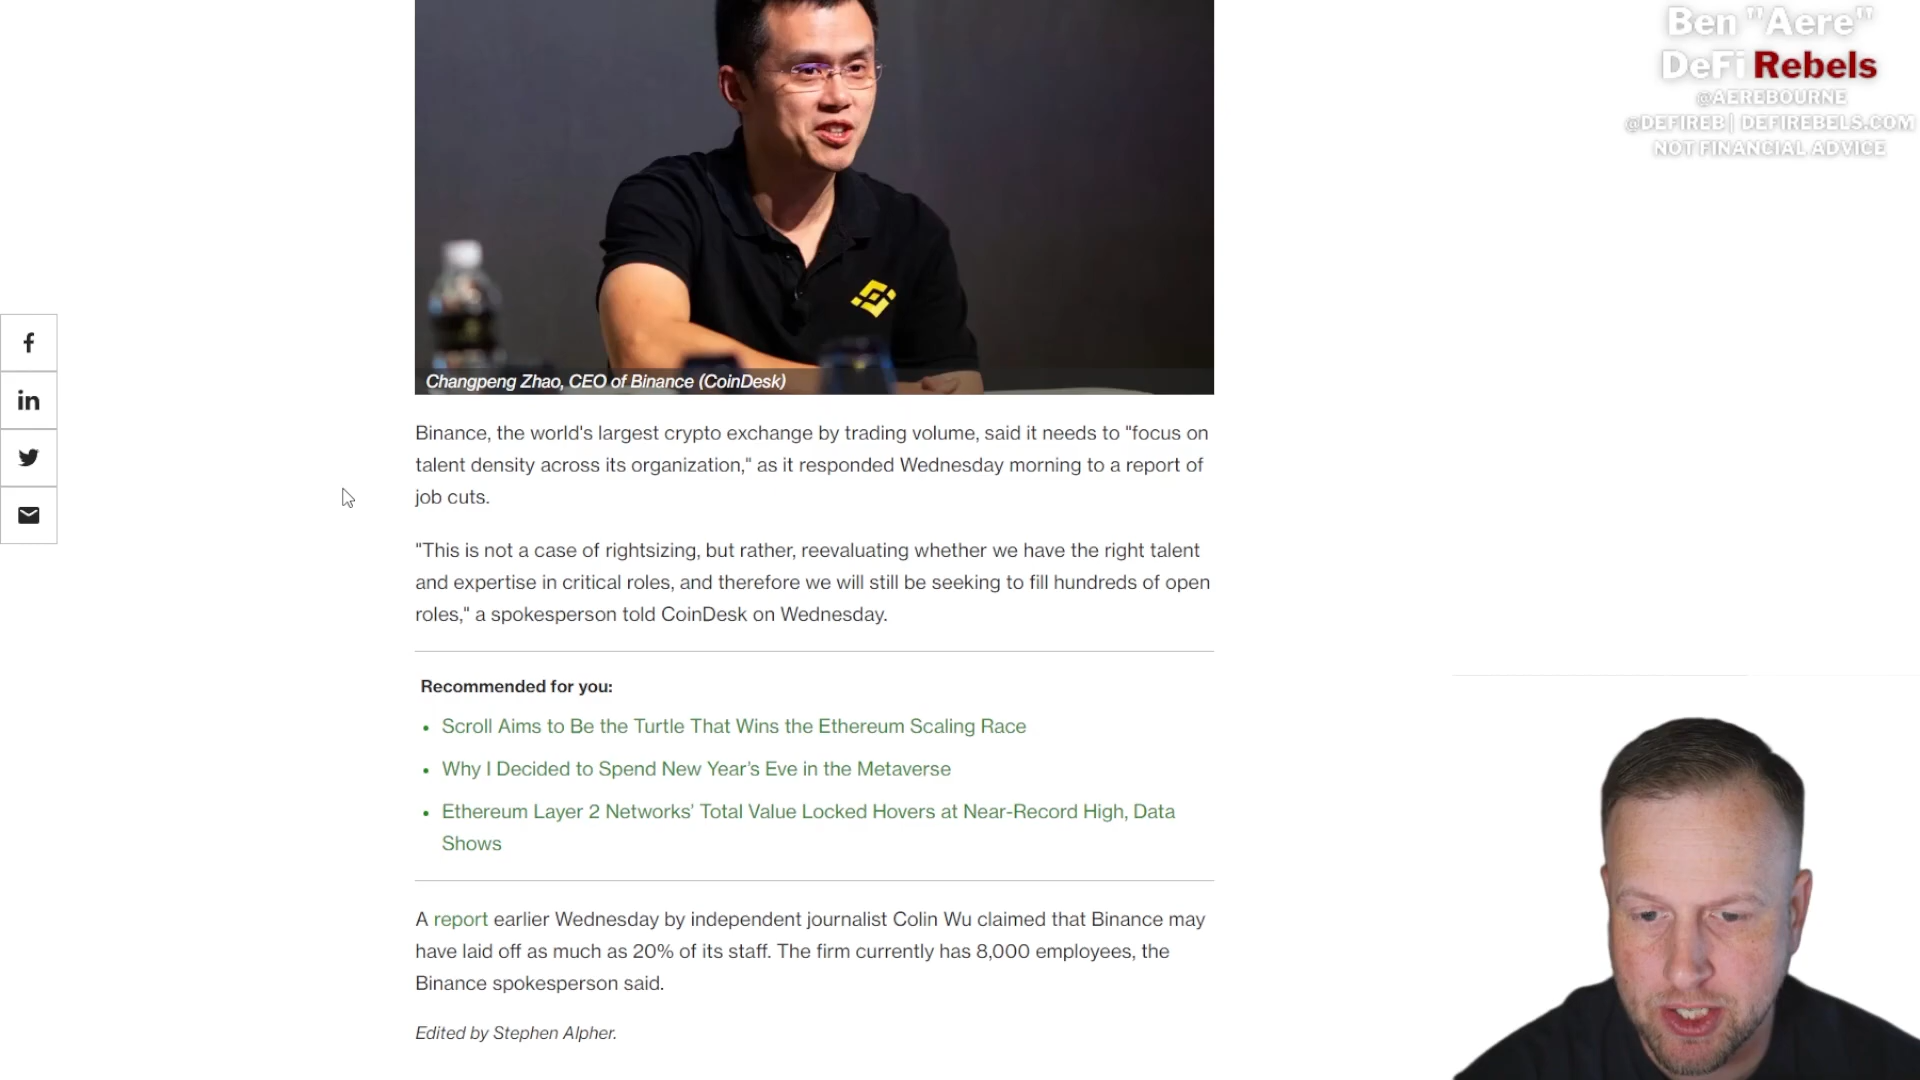 Ben "Aere"
DeFi Rebels
@AEREBOURNE
@DEFIREB | DEFIREBELS.COM
NOT FINANCIAL ADVICE
Changpeng Zhao, CEO of Binance (CoinDesk)
Binance, the world's largest crypto exchange by trading volume, said it needs to "focus on
talent density across its organization," as it responded Wednesday morning to a report of
job cuts.
"This is not a case of rightsizing, but rather, reevaluating whether we have the right talent
and expertise in critical roles, and therefore we will still be seeking to fill hundreds of open
roles," a spokesperson told CoinDesk on Wednesday.
Recommended for you:
• Scroll Aims to Be the Turtle That Wins the Ethereum Scaling Race
• Why I Decided to Spend New Year’s Eve in the Metaverse
• Ethereum Layer 2 Networks’ Total Value Locked Hovers at Near-Record High, Data
Shows
A report earlier Wednesday by independent journalist Colin Wu claimed that Binance may
have laid off as much as 20% of its staff. The firm currently has 8,000 employees, the
Binance spokesperson said.
Edited by Stephen Alpher.